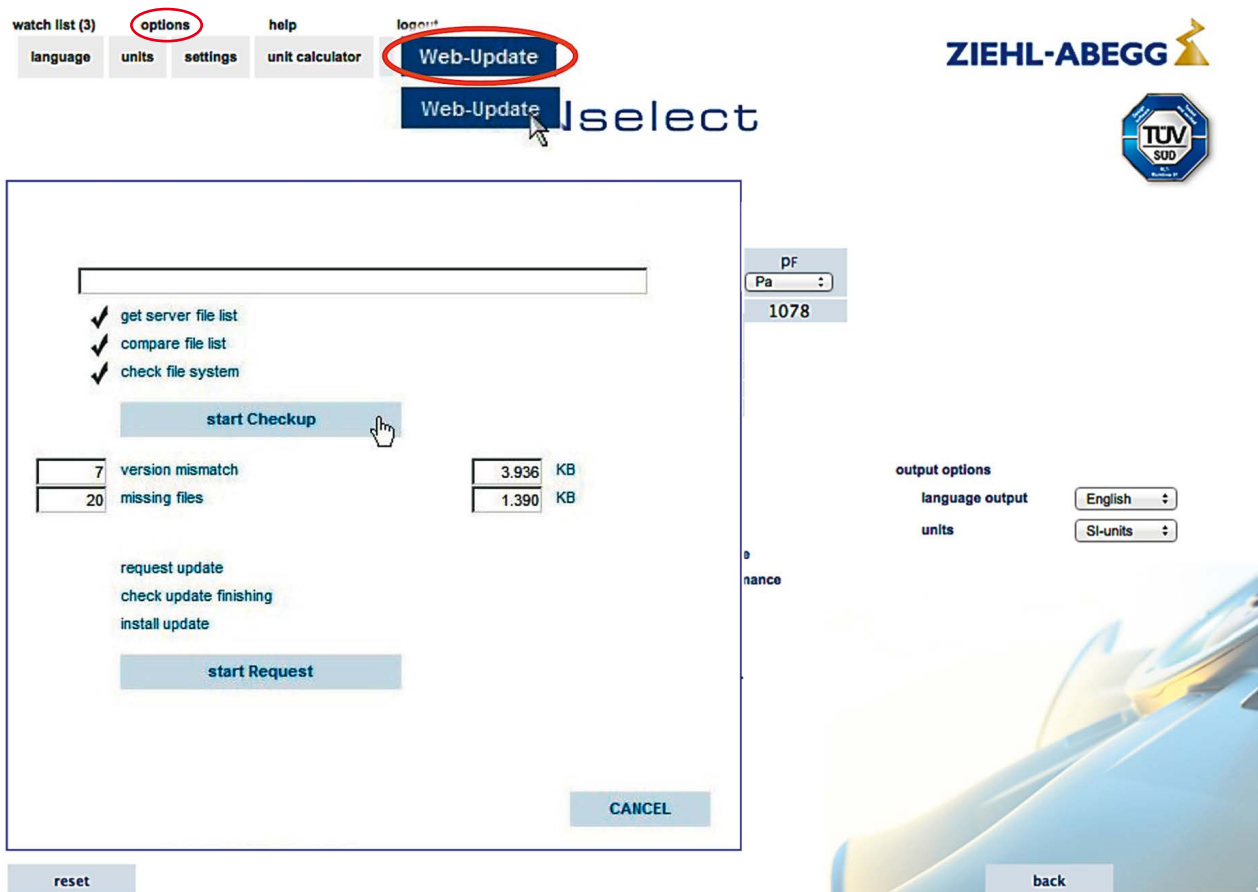 watch list (3) options help logout
language units settings unit calculator Web-Update
ZIEHL-ABEGG
Web-Update
select
TÜV
SÜD
pF
Pa
1078
get server file list
compare file list
check file system
start Checkup
7 version mismatch 3.936 KB
20 missing files 1.390 KB
output options
language output English
units SI-units
request update
check update finishing
install update
start Request
CANCEL
reset back